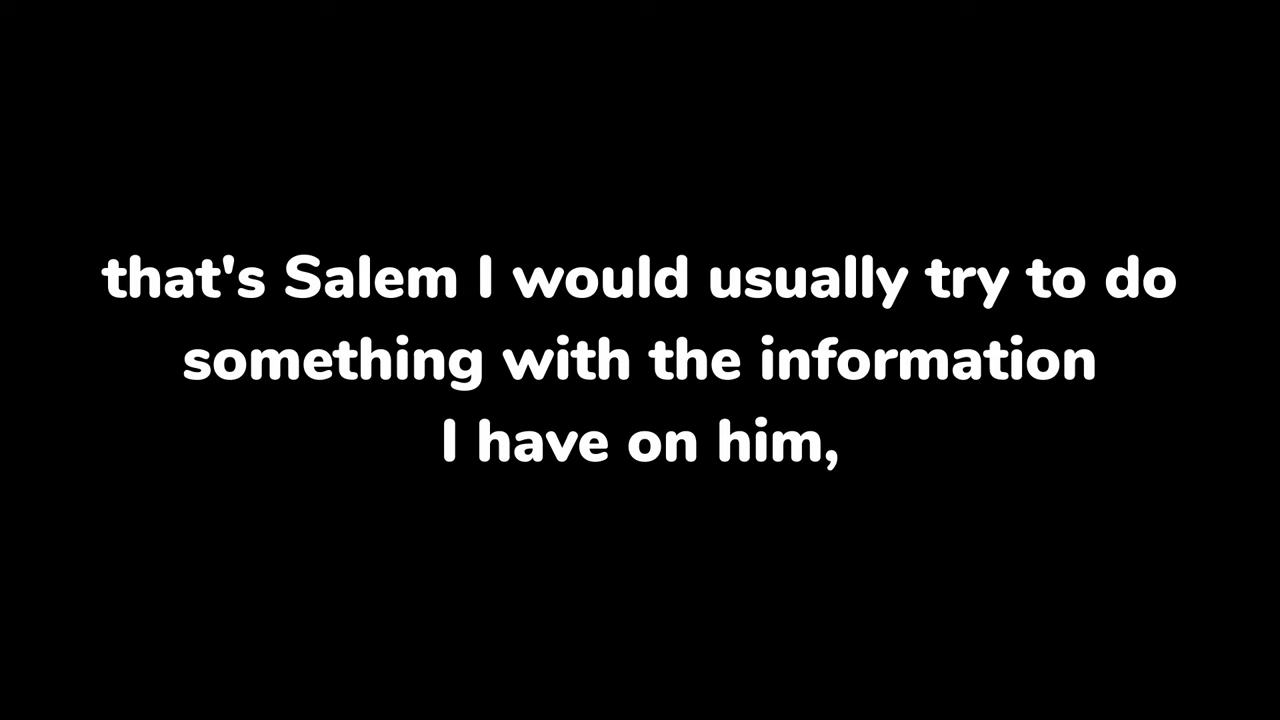 that's Salem I would usually try to do
something with the information
I have on him,